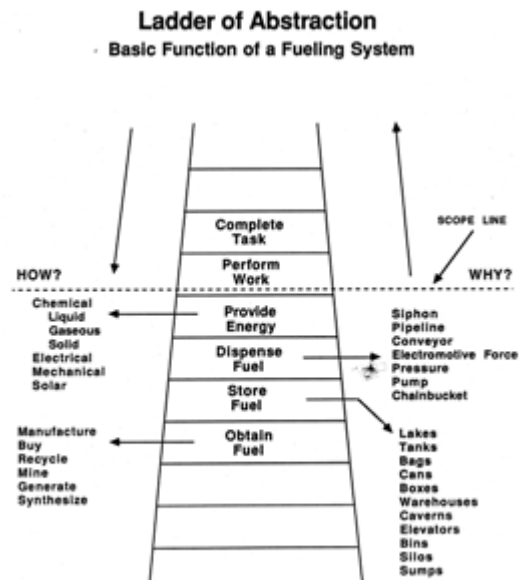 Ladder of Abstraction
Basic Function of a Fueling System
SCOPE LINE
Complete
Task
HOW?
Perform
Work
WHY?
Chemical
Liquid
Gaseous
Solid
Electrical
Mechanical
Solar
Provide
Energy
Siphon
Pipeline
Conveyor
Electromotive Force
Pressure
Pump
Chainbucket
Dispense
Fuel
Store
Fuel
Manufacture
Buy
Recycle
Mine
Generate
Synthesize
Obtain
Fuel
Lakes
Tanks
Bags
Cans
Boxes
Warehouses
Caverns
Elevators
Bins
Silos
Sumps